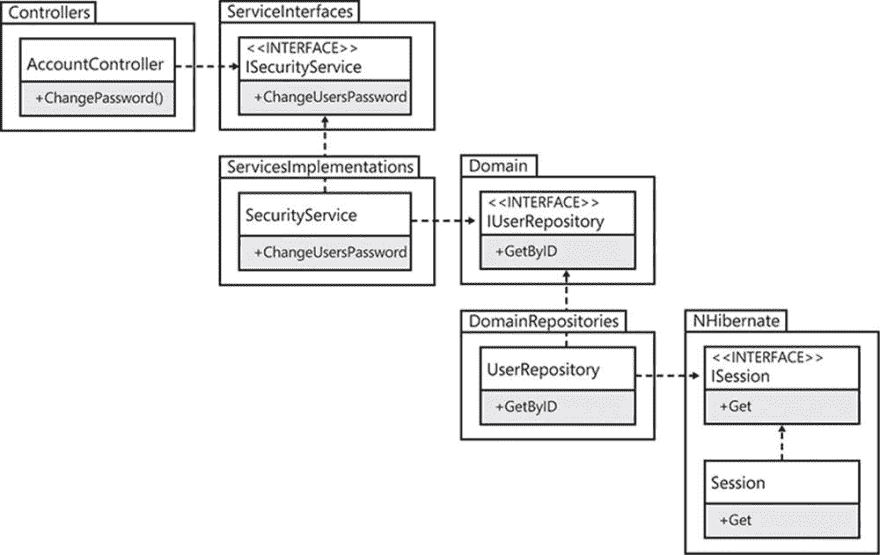 Controllers
AccountController
+ChangePassword()
ServiceInterfaces
<<INTERFACE>>
ISecurityService
+ChangeUsersPassword
ServicesImplementations
SecurityService
+ChangeUsersPassword
Domain
<<INTERFACE>>
IUserRepository
+GetByID
DomainRepositories
UserRepository
+GetByID
NHibernate
<<INTERFACE>>
ISession
+Get
Session
+Get